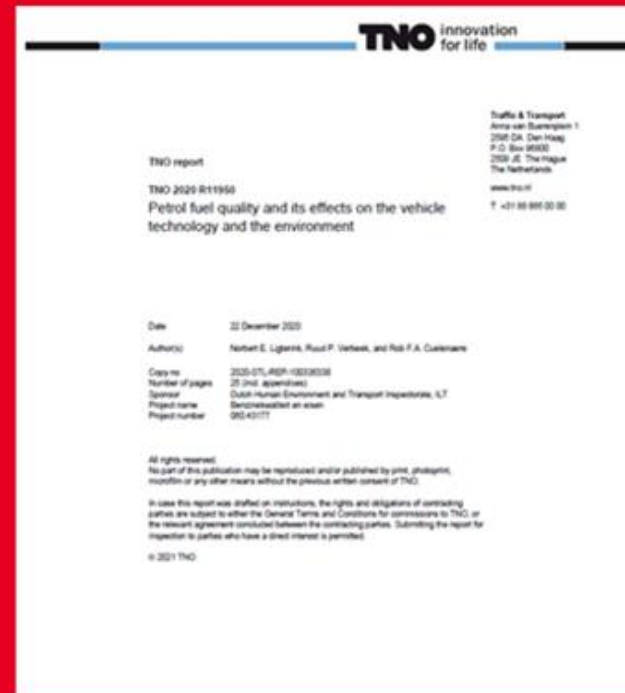 TNO innovation
for life
Traffic & Transport
Anna van Buerenplein 1
2595 DA Den Haag
P.O. Box 96800
2509 JE The Hague
The Netherlands
www.tno.nl
TNO report
TNO 2020 R11950
Petrol fuel quality and its effects on the vehicle
technology and the environment
Date 22 December 2020
Author(s) Norbert E. Ligterink, Ruud P. Verbeek, and Rob F.A. Cuelenaere
Copy no
Number of pages 25 (incl. appendices)
Sponsor Dutch Human Environment and Transport Inspectorate, ILT
Project name Benzinekwaliteit en eisen
Project number
All rights reserved.
No part of this publication may be reproduced and/or published by print, photoprint,
microfilm or any other means without the previous written consent of TNO.
In case this report was drafted on instructions, the rights and obligations of contracting
parties are subject to either the General Terms and Conditions for commissions to TNO, or
the relevant agreement concluded between the contracting parties. Submitting the report for
inspection to parties who have a direct interest is permitted.
© 2021 TNO